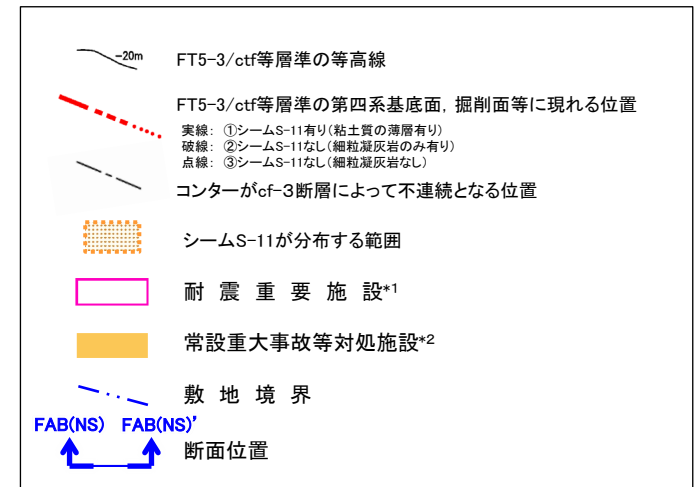 -20m FT5-3/ctf等層準の等高線
FT5-3/ctf等層準の第四系基底面，掘削面等に現れる位置
実線： ①シームS-11有り(粘土質の薄層有り)
破線： ②シームS-11なし(細粒凝灰岩のみ有り)
点線： ③シームS-11なし(細粒凝灰岩なし)
コンターがcf-3断層によって不連続となる位置
シームS-11が分布する範囲
耐 震 重 要 施 設*1
常設重大事故等対処施設*2
敷 地 境 界
FAB(NS) FAB(NS)'
断面位置